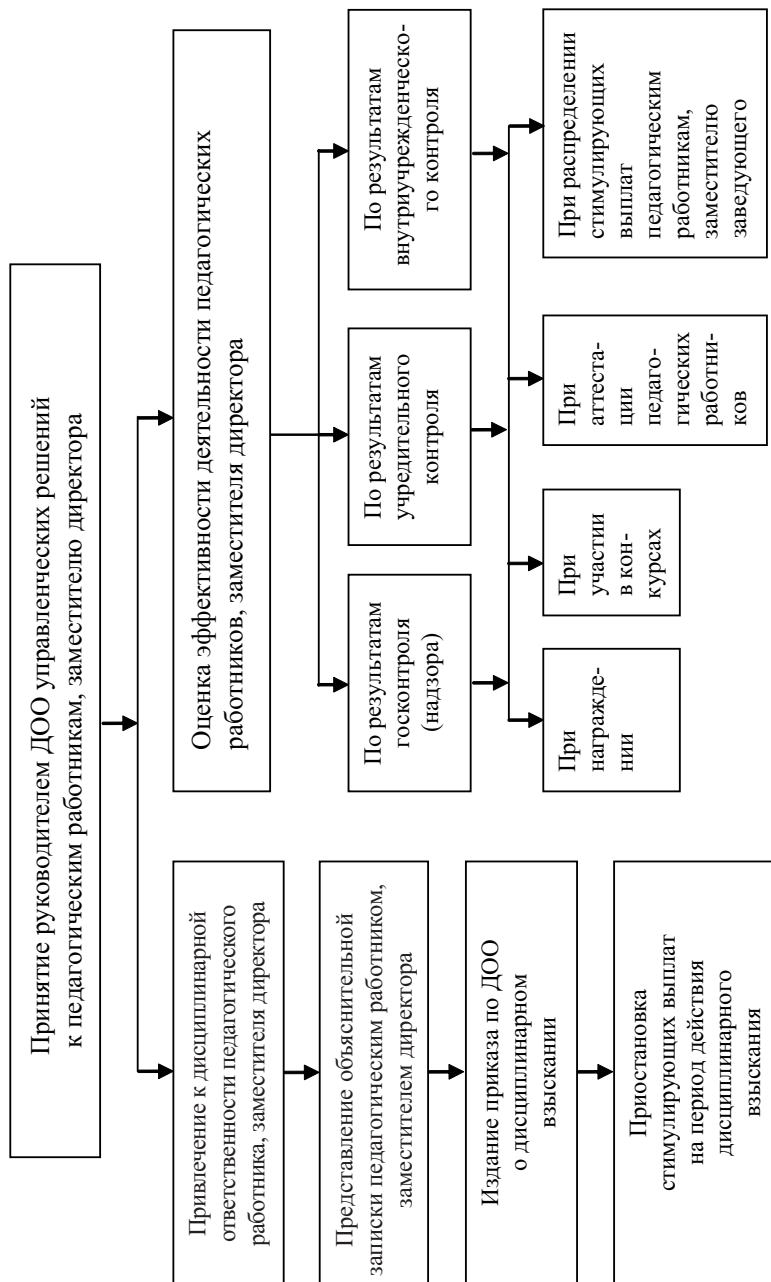 Принятие руководителем ДОО управленческих решений
к педагогическим работникам, заместителю директора
Привлечение к дисциплинарной
ответственности педагогического
работника, заместителя директора
Представление объяснительной
записки педагогическим работником,
заместителем директора
Издание приказа по ДОО
о дисциплинарном
взыскании
Приостановка
стимулирующих выплат
на период действия
дисциплинарного
взыскания
Оценка эффективности деятельности педагогических
работников, заместителя директора
По результатам
госконтроля
(надзора)
По результатам
учредительного
контроля
По результатам
внутриучрежденческо-
го контроля
При
награжде-
нии
При
участии
в кон-
курсах
При
аттеста-
ции
педаго-
гических
работни-
ков
При распределении
стимулирующих
выплат
педагогическим
работникам,
заместителю
заведующего